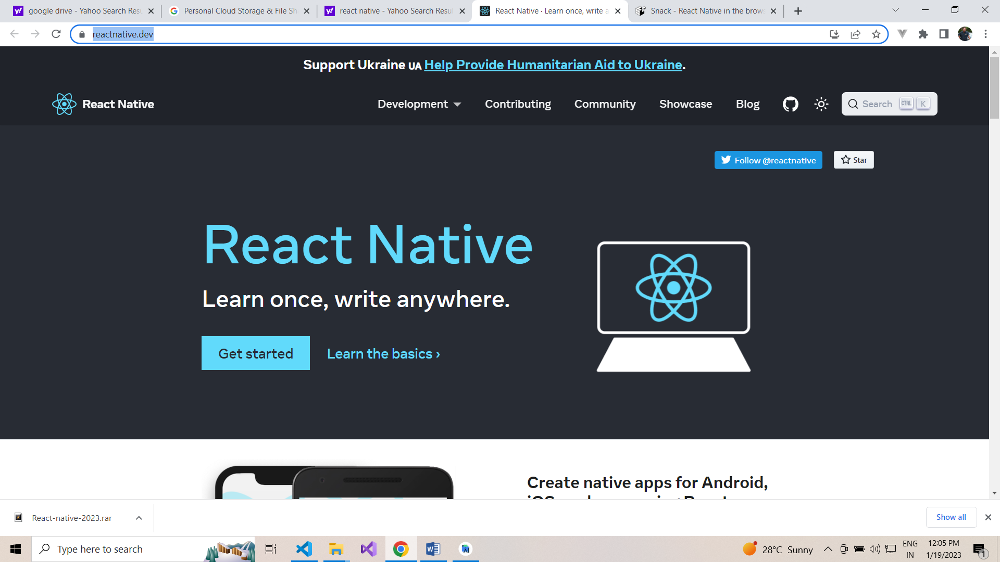 google drive - Yahoo Search Resu
Personal Cloud Storage & File Sh
react native - Yahoo Search Resul
React Native · Learn once, write a
Snack - React Native in the brows
reactnative.dev
Support Ukraine UA Help Provide Humanitarian Aid to Ukraine.
React Native
Development
Contributing
Community
Showcase
Blog
Search CTRL K
Follow @reactnative
Star
React Native
Learn once, write anywhere.
Get started
Learn the basics ›
Create native apps for Android,
React-native-2023.rar
Show all
Type here to search
28°C Sunny
ENG
IN
12:05 PM
1/19/2023
1